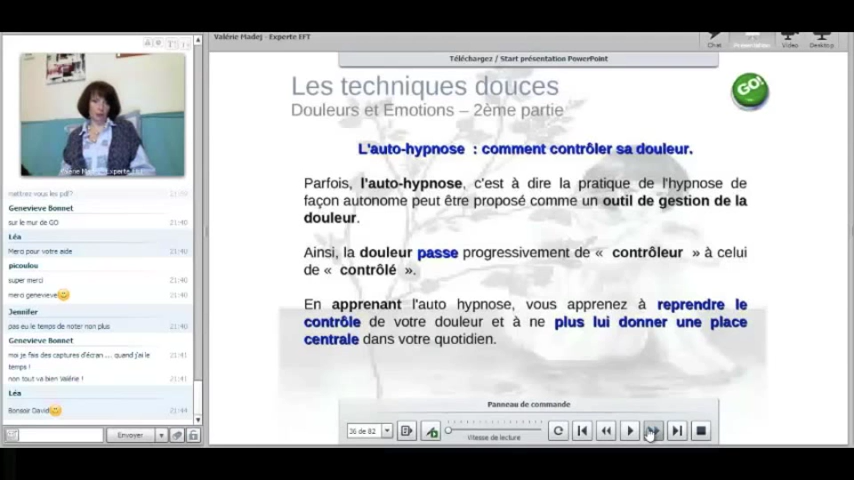 Valérie Madej - Experte EFT
Chat
Video
Desktop
Téléchargez / Start présentation PowerPoint
Les techniques douces
Douleurs et Emotions – 2ème partie
GO!
L'auto-hypnose : comment contrôler sa douleur.
Parfois, l'auto-hypnose, c'est à dire la pratique de l'hypnose de
façon autonome peut être proposé comme un outil de gestion de la
douleur.
Ainsi, la douleur passe progressivement de « contrôleur » à celui
de « contrôlé ».
En apprenant l'auto hypnose, vous apprenez à reprendre le
contrôle de votre douleur et à ne plus lui donner une place
centrale dans votre quotidien.
Panneau de commande
36 de 82
Vitesse de lecture
mettrez vous les pdf?
Genevieve Bonnet
sur le mur de GO 21:40
Léa
Merci pour votre aide 21:40
picoulou
super merci 21:40
merci genevieve 21:40
Jennifer
pas eu le temps de noter non plus
Genevieve Bonnet
moi je fais des captures d'écran .... quand j'ai le 21:41
temps !
non tout va bien Valérie ! 21:41
Léa
Bonsoir David 21:44
Envoyer